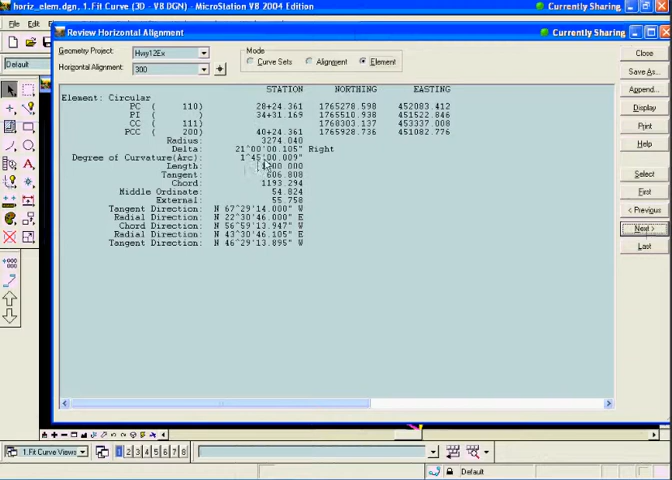 horiz_elem.dgn, 1.Fit Curve (3D - V8 DGN) - MicroStation V8 2004 Edition
Currently Sharing
File
Review Horizontal Alignment
Currently Sharing
Default
Geometry Project: Hwy12Ex
Horizontal Alignment: 300
Mode
Curve Sets
Alignment
Element
Close
Save As...
Append...
Display
Print
Help
Select
First
< Previous
Next >
Last
STATION NORTHING EASTING
Element: Circular
PC ( 110) 28+24.361 1765278.598 452083.412
PI ( ) 34+31.169 1765510.938 451522.846
CC ( 111) 1768303.137 453337.008
PCC ( 200) 40+24.361 1765928.736 451082.776
Radius: 3274.040
Delta: 21^00'00.105" Right
Degree of Curvature(Arc): 1^45'00.009"
Length: 1200.000
Tangent: 606.808
Chord: 1193.294
Middle Ordinate: 54.824
External: 55.758
Tangent Direction: N 67^29'14.000" W
Radial Direction: N 22^30'46.000" E
Chord Direction: N 56^59'13.947" W
Radial Direction: N 43^30'46.105" E
Tangent Direction: N 46^29'13.895" W
1.Fit Curve Views
1 2 3 4 5 6 7 8
Default